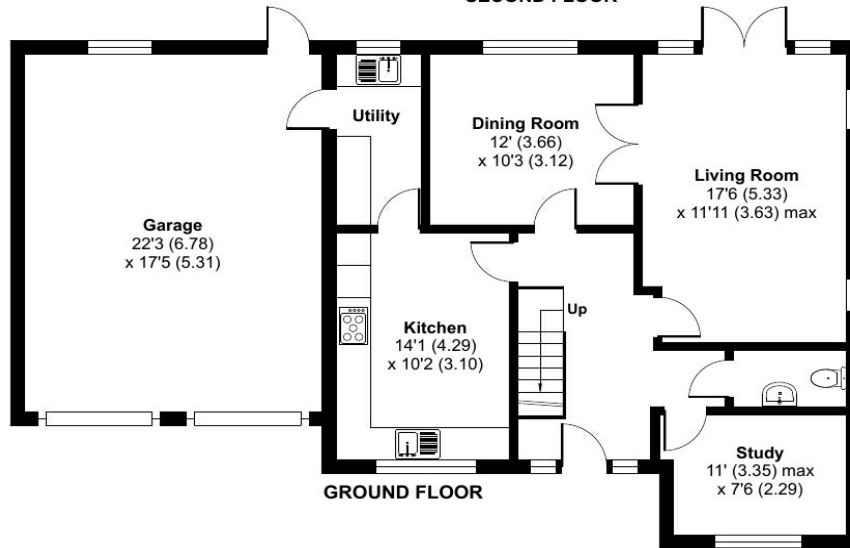 SECOND FLOOR
Utility
Dining Room
12' (3.66)
x 10'3 (3.12)
Living Room
17'6 (5.33)
x 11'11 (3.63) max
Garage
22'3 (6.78)
x 17'5 (5.31)
Up
Kitchen
14'1 (4.29)
x 10'2 (3.10)
Study
11' (3.35) max
x 7'6 (2.29)
GROUND FLOOR